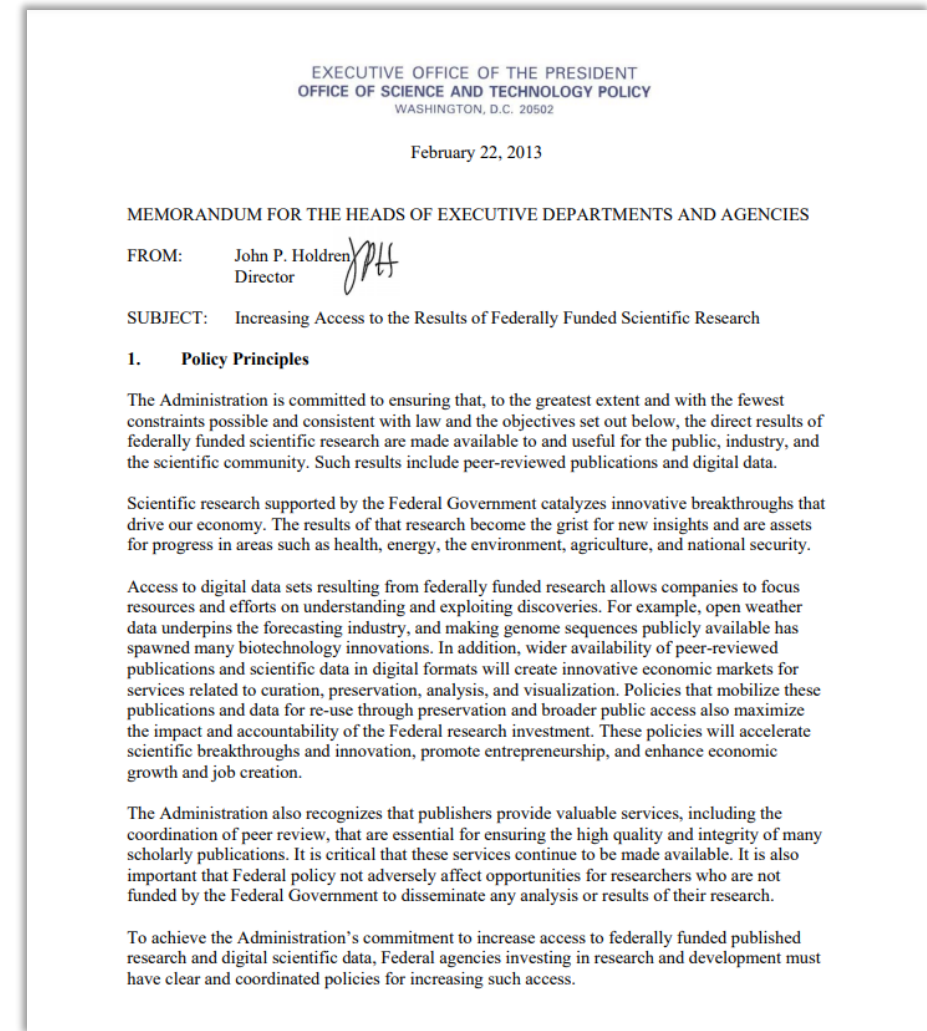 EXECUTIVE OFFICE OF THE PRESIDENT
OFFICE OF SCIENCE AND TECHNOLOGY POLICY
WASHINGTON, D.C. 20502
February 22, 2013
MEMORANDUM FOR THE HEADS OF EXECUTIVE DEPARTMENTS AND AGENCIES
FROM: John P. Holdren JPH
Director
SUBJECT: Increasing Access to the Results of Federally Funded Scientific Research
1. Policy Principles
The Administration is committed to ensuring that, to the greatest extent and with the fewest
constraints possible and consistent with law and the objectives set out below, the direct results of
federally funded scientific research are made available to and useful for the public, industry, and
the scientific community. Such results include peer-reviewed publications and digital data.
Scientific research supported by the Federal Government catalyzes innovative breakthroughs that
drive our economy. The results of that research become the grist for new insights and are assets
for progress in areas such as health, energy, the environment, agriculture, and national security.
Access to digital data sets resulting from federally funded research allows companies to focus
resources and efforts on understanding and exploiting discoveries. For example, open weather
data underpins the forecasting industry, and making genome sequences publicly available has
spawned many biotechnology innovations. In addition, wider availability of peer-reviewed
publications and scientific data in digital formats will create innovative economic markets for
services related to curation, preservation, analysis, and visualization. Policies that mobilize these
publications and data for re-use through preservation and broader public access also maximize
the impact and accountability of the Federal research investment. These policies will accelerate
scientific breakthroughs and innovation, promote entrepreneurship, and enhance economic
growth and job creation.
The Administration also recognizes that publishers provide valuable services, including the
coordination of peer review, that are essential for ensuring the high quality and integrity of many
scholarly publications. It is critical that these services continue to be made available. It is also
important that Federal policy not adversely affect opportunities for researchers who are not
funded by the Federal Government to disseminate any analysis or results of their research.
To achieve the Administration’s commitment to increase access to federally funded published
research and digital scientific data, Federal agencies investing in research and development must
have clear and coordinated policies for increasing such access.